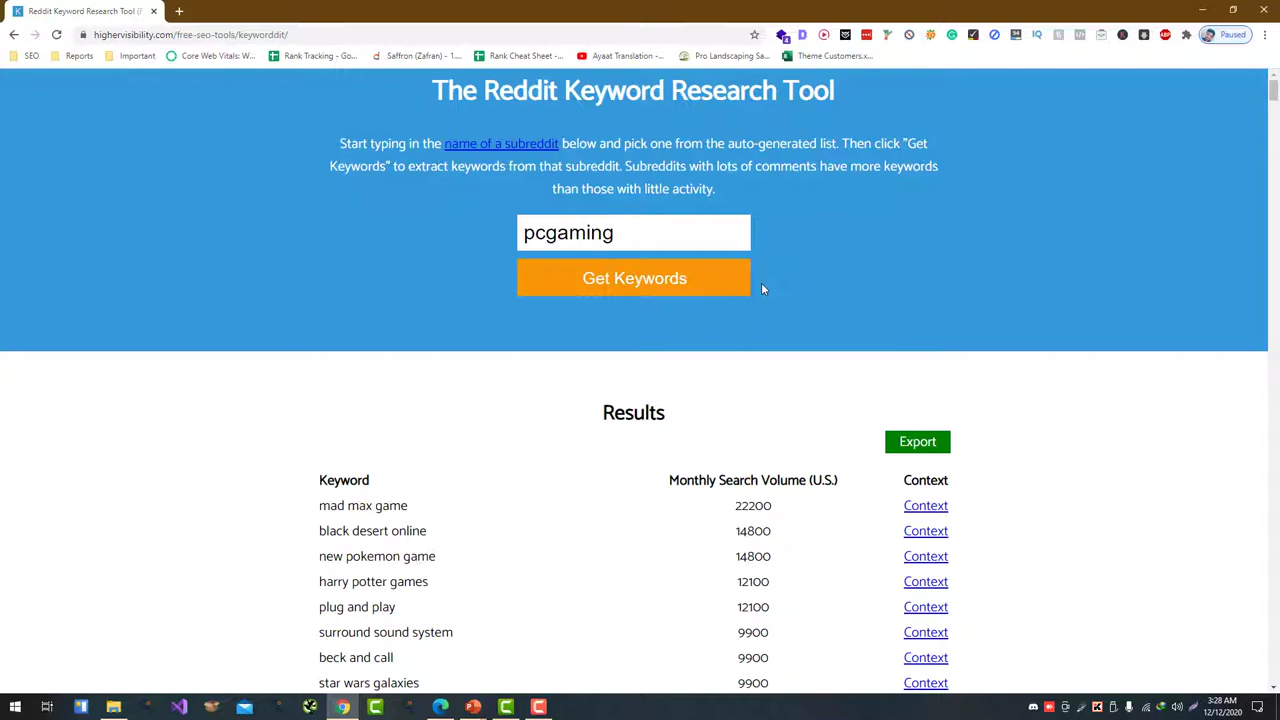 Reddit Keyword Research Tool (F
highervisibility.com/free-seo-tools/keyworddit/
Paused
SEO
Reports
Important
Core Web Vitals: W...
Rank Tracking - Go...
Saffron (Zafran) - 1....
Rank Cheat Sheet -...
Ayaat Translation -...
Pro Landscaping Sa...
Theme Customers.x...
The Reddit Keyword Research Tool
Start typing in the name of a subreddit below and pick one from the auto-generated list. Then click "Get
Keywords" to extract keywords from that subreddit. Subreddits with lots of comments have more keywords
than those with little activity.
pcgaming
Get Keywords
Results
Export
Keyword Monthly Search Volume (U.S.) Context
mad max game 22200 Context
black desert online 14800 Context
new pokemon game 14800 Context
harry potter games 12100 Context
plug and play 12100 Context
surround sound system 9900 Context
beck and call 9900 Context
star wars galaxies 9900 Context
3:28 AM
12/12/2020